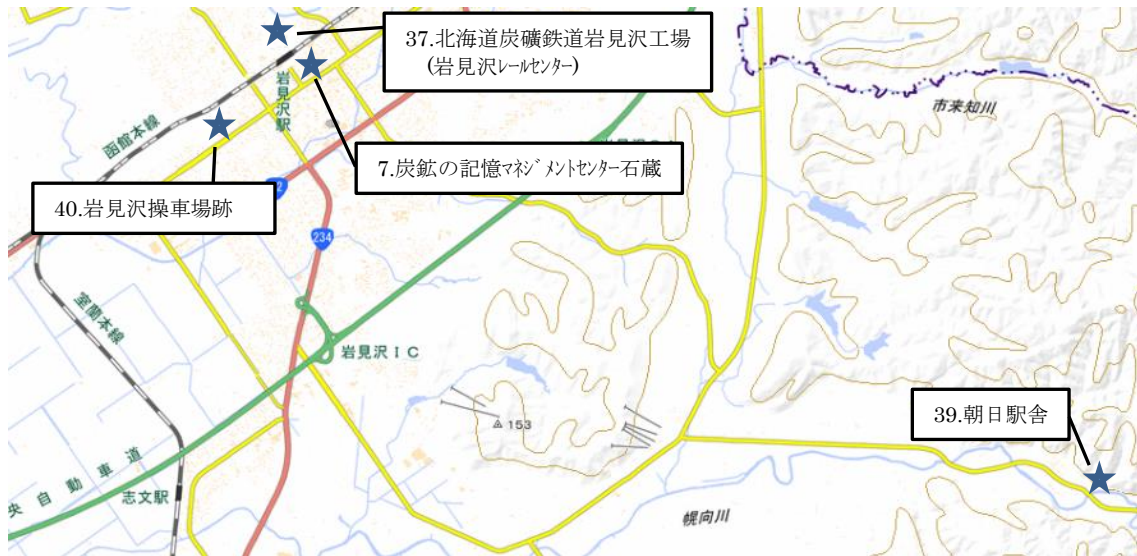 37.北海道炭礦鉄道岩見沢工場
(岩見沢ﾚｰﾙセンター)
岩見沢駅
函館本線
市来知川
7.炭鉱の記憶ﾏﾈｼﾞﾒﾝﾄセンター石蔵
40.岩見沢操車場跡
234
室蘭本線
岩見沢IC
39.朝日駅舎
153
央自動車道
志文駅
幌向川